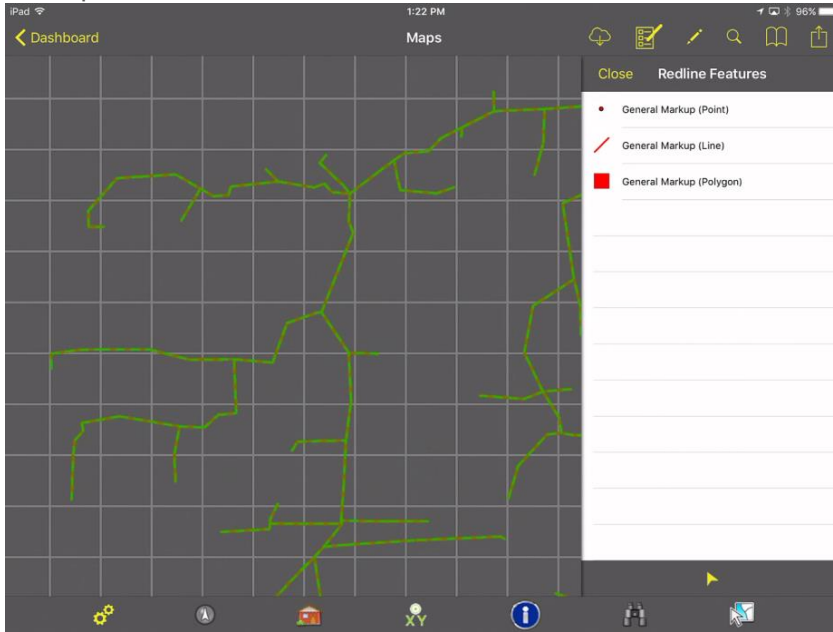 iPad 1:22 PM 96%
Dashboard Maps
Close Redline Features
General Markup (Point)
General Markup (Line)
General Markup (Polygon)
XY
i